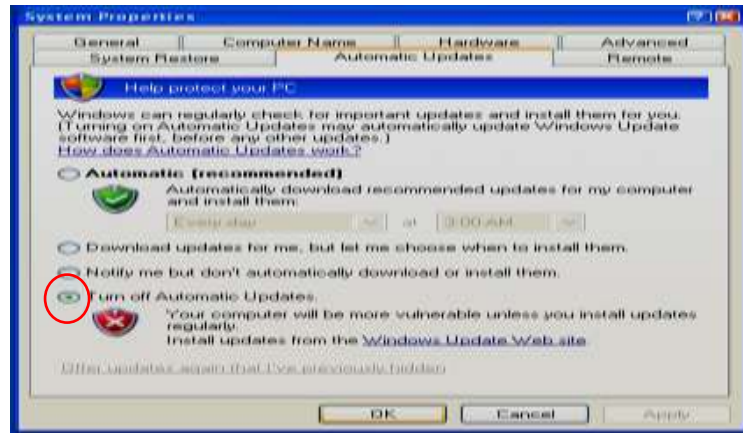 System Properties
General Computer Name Hardware Advanced
System Restore Automatic Updates Remote
Help protect your PC
Windows can regularly check for important updates and install them for you.
(Turning on Automatic Updates may automatically update Windows Update
software first, before any other updates.)
How does Automatic Updates work?
Automatic (recommended)
Automatically download recommended updates for my computer
and install them:
Every day at 3:00 AM
Download updates for me, but let me choose when to install them.
Notify me but don't automatically download or install them.
Turn off Automatic Updates.
Your computer will be more vulnerable unless you install updates
regularly.
Install updates from the Windows Update Web site.
Offer updates again that I've previously hidden
OK Cancel Apply